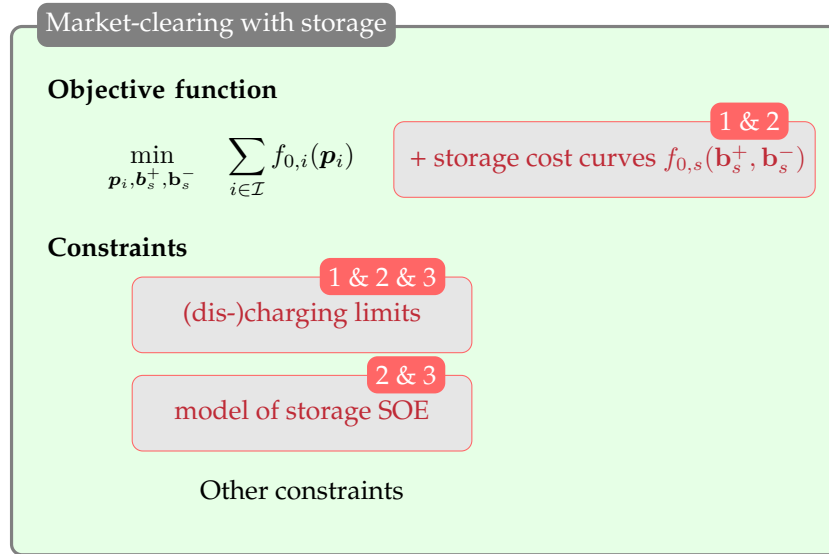 Market-clearing with storage
Objective function
1 & 2
min_{p_i, b_s^+, b_s^-} ∑_{i∈I} f_{0,i}(p_i) + storage cost curves f_{0,s}(b_s^+, b_s^-)
Constraints
1 & 2 & 3
(dis-)charging limits
2 & 3
model of storage SOE
Other constraints